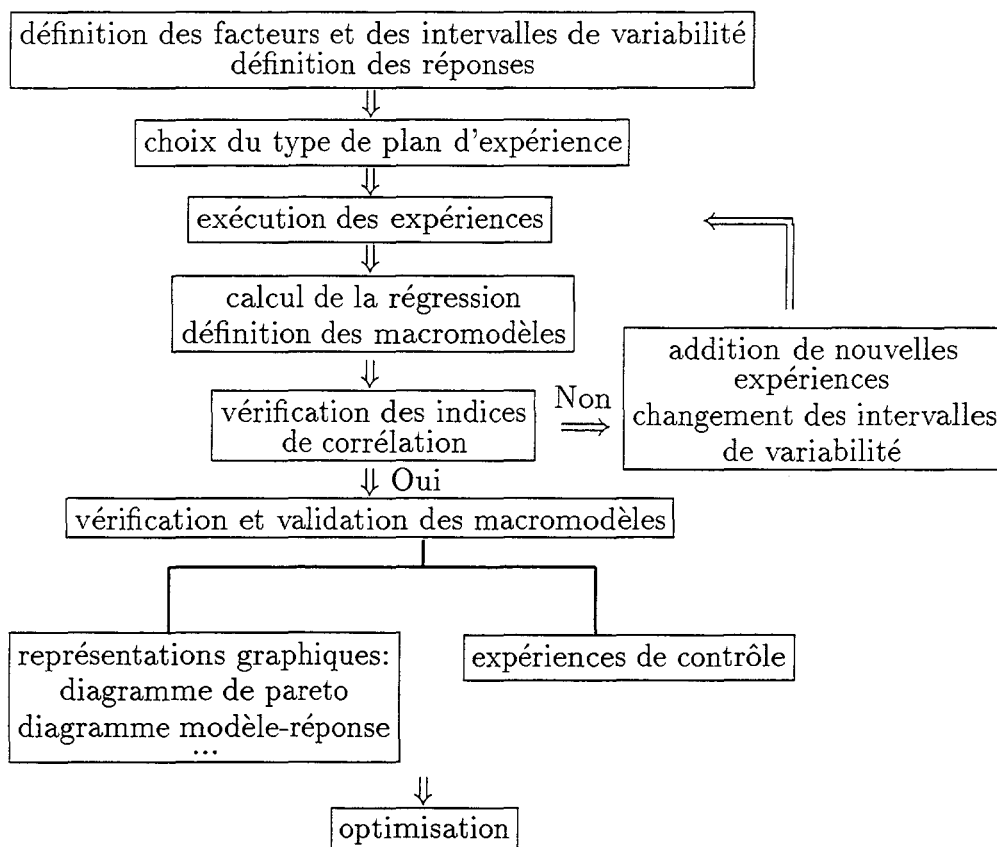 définition des facteurs et des intervalles de variabilité
définition des réponses
choix du type de plan d'expérience
exécution des expériences
calcul de la régression
définition des macromodèles
vérification des indices
de corrélation
Non
addition de nouvelles
expériences
changement des intervalles
de variabilité
Oui
vérification et validation des macromodèles
représentations graphiques:
diagramme de pareto
diagramme modèle-réponse
...
expériences de contrôle
optimisation